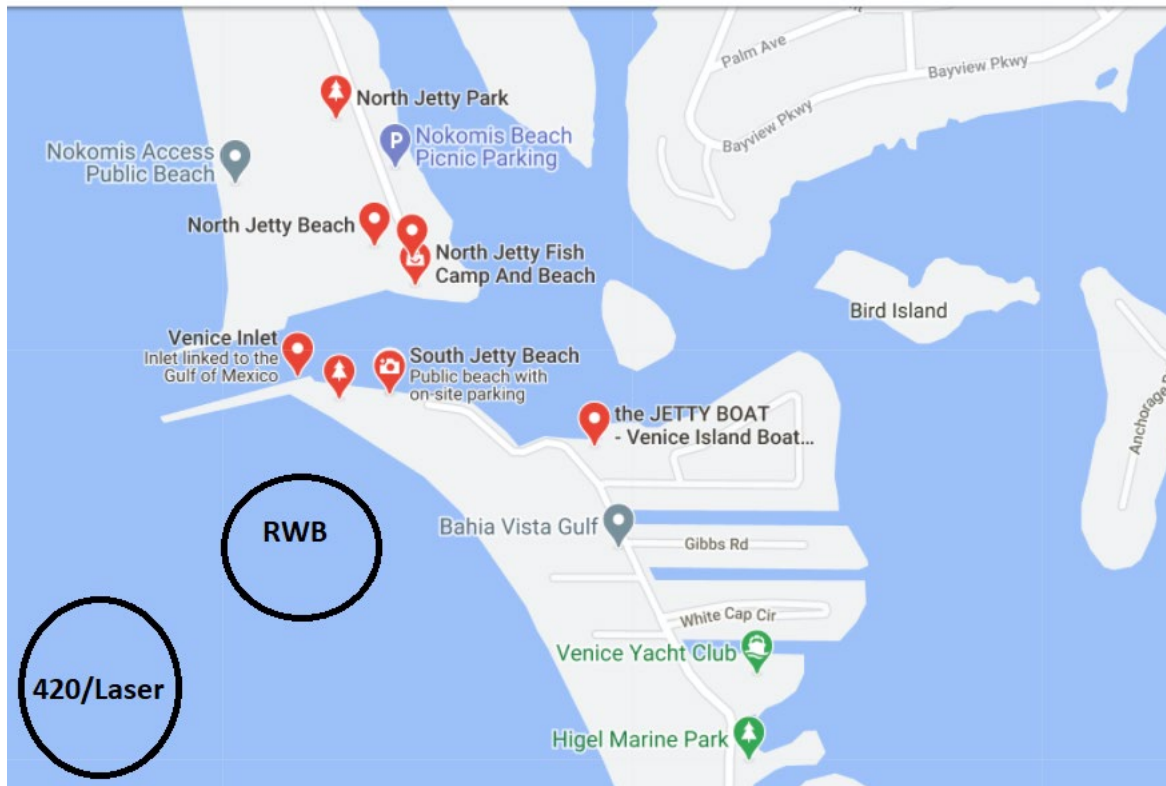 Palm Ave
Bayview Pkwy
Bayview Pkwy
North Jetty Park
Nokomis Beach
Picnic Parking
Nokomis Access
Public Beach
North Jetty Beach
North Jetty Fish
Camp And Beach
Bird Island
Venice Inlet
Inlet linked to the
Gulf of Mexico
South Jetty Beach
Public beach with
on-site parking
the JETTY BOAT
- Venice Island Boat...
RWB
Bahia Vista Gulf
Gibbs Rd
White Cap Cir
Venice Yacht Club
420/Laser
Higel Marine Park
P